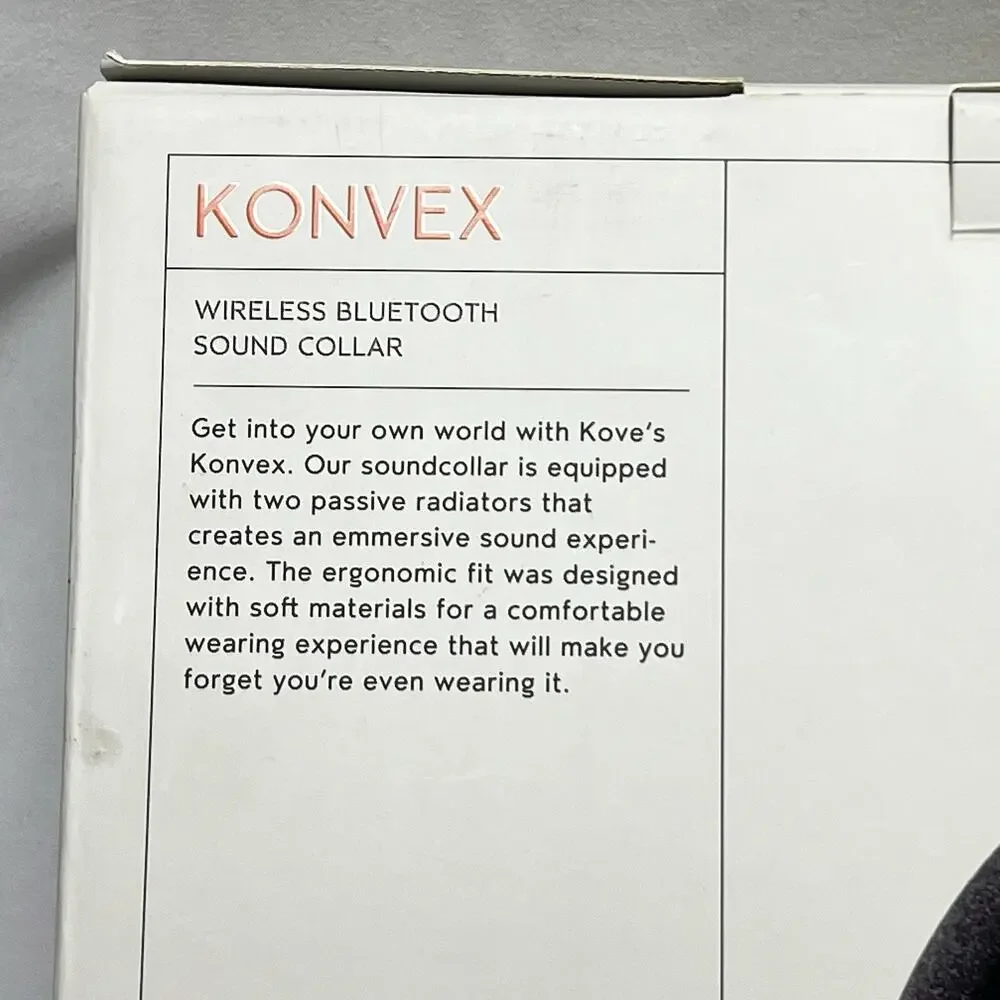 KONVEX
WIRELESS BLUETOOTH
SOUND COLLAR
Get into your own world with Kove's
Konvex. Our soundcollar is equipped
with two passive radiators that
creates an emmersive sound experi-
ence. The ergonomic fit was designed
with soft materials for a comfortable
wearing experience that will make you
forget you're even wearing it.